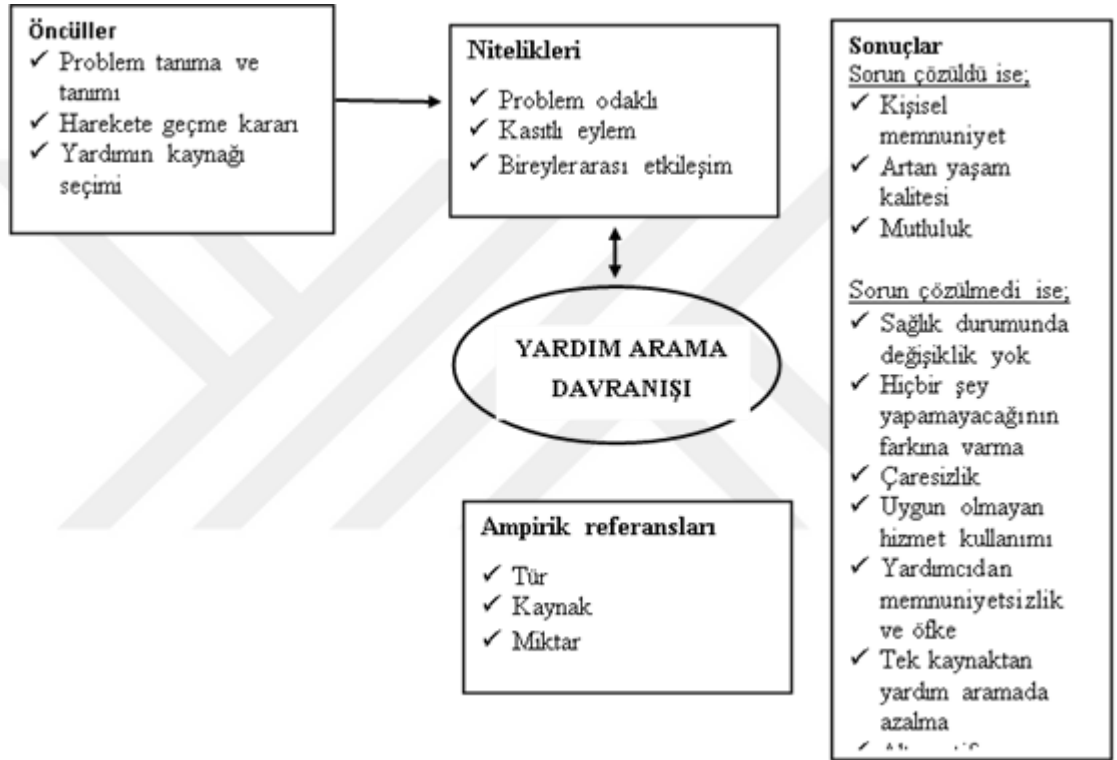 Öncüller
✓ Problem tanıma ve
tanımı
✓ Harekete geçme kararı
✓ Yardımın kaynağı
seçimi
Nitelikleri
✓ Problem odaklı
✓ Kasıtlı eylem
✓ Bireylerarası etkileşim
YARDIM ARAMA
DAVRANIŞI
Ampirik referansları
✓ Tür
✓ Kaynak
✓ Miktar
Sonuçlar
Sorun çözüldü ise;
✓ Kişisel
memnuniyet
✓ Artan yaşam
kalitesi
✓ Mutluluk
Sorun çözülmedi ise;
✓ Sağlık durumunda
değişiklik yok
✓ Hiçbir şey
yapamayacağının
farkına varma
✓ Çaresizlik
✓ Uygun olmayan
hizmet kullanımı
✓ Yardımcıdan
memnuniyetsizlik
ve öfke
✓ Tek kaynaktan
yardım aramada
azalma